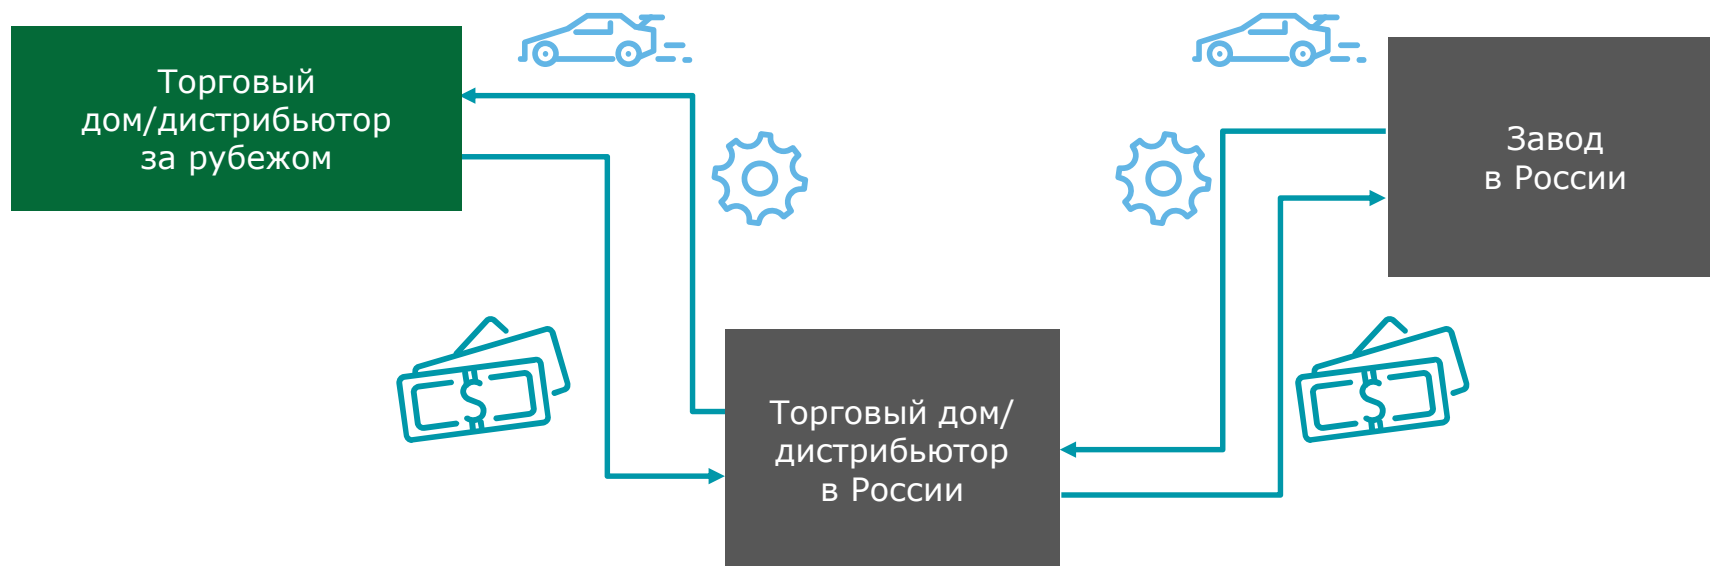 Торговый
дом/дистрибьютор
за рубежом
Завод
в России
Торговый дом/
дистрибьютор
в России